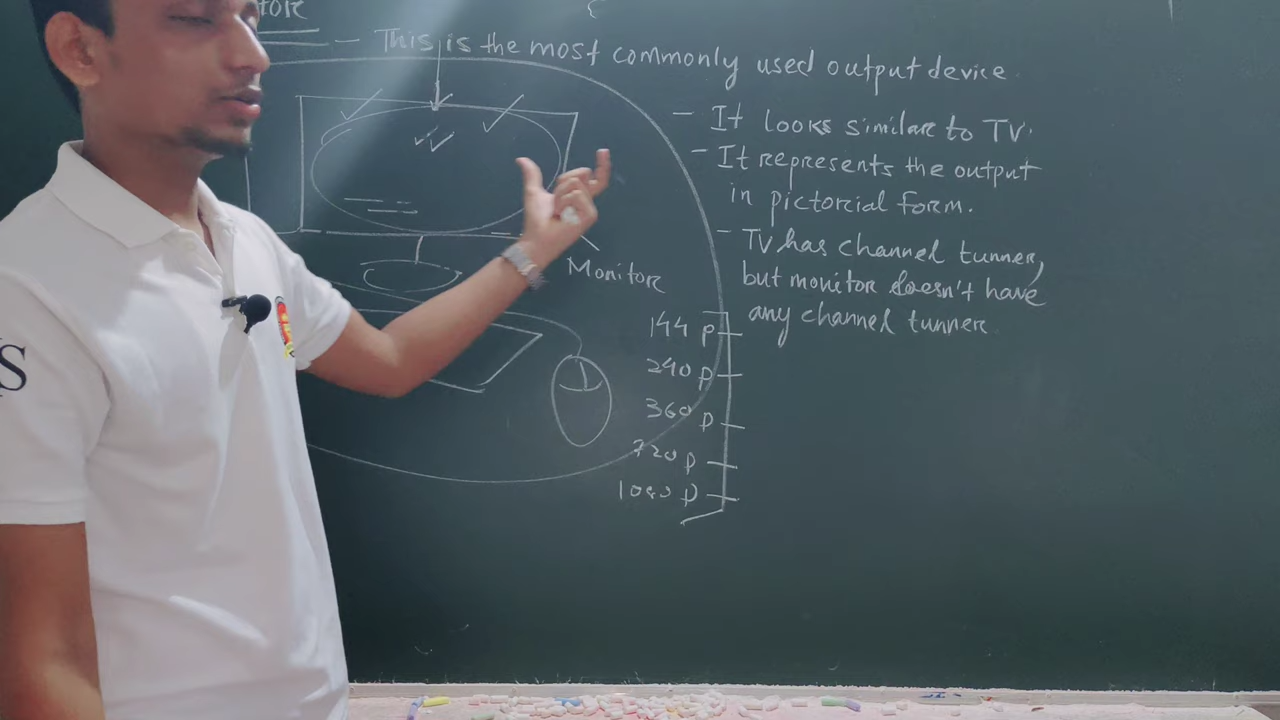 — This is the most commonly used output device.
- It looks similar to TV.
- It represents the output
in pictorial form.
- TV has channel tunner,
but monitor doesn't have
any channel tunner
Monitor
144 p
240 p
360 p
720 p
1080 p
S